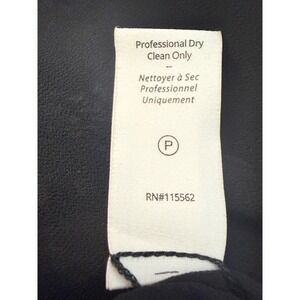 Professional Dry
Clean Only
–
Nettoyer à Sec
Professionnel
Uniquement
P
RN#115562